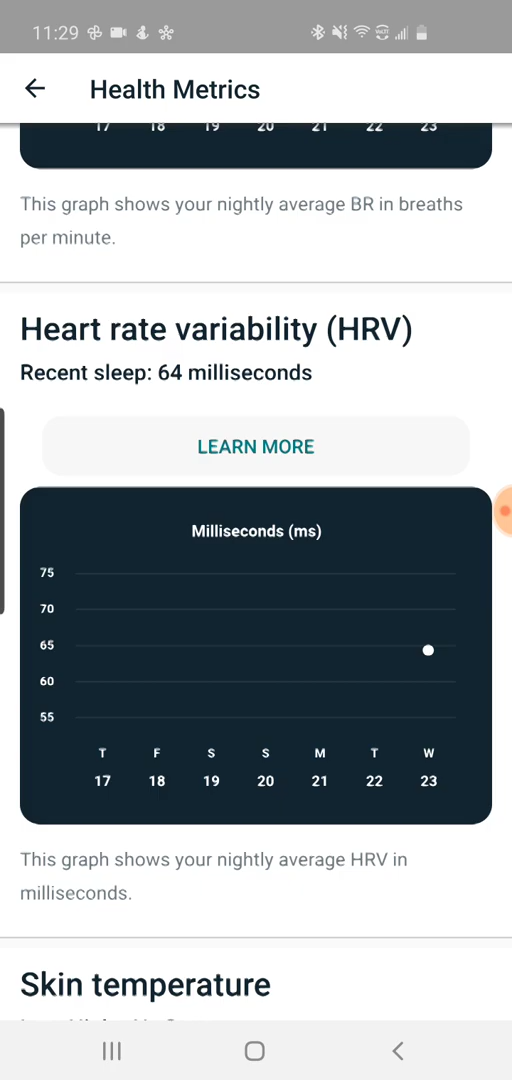 11:29
Health Metrics
17 18 19 20 21 22 23
This graph shows your nightly average BR in breaths
per minute.
Heart rate variability (HRV)
Recent sleep: 64 milliseconds
LEARN MORE
Milliseconds (ms)
75
70
65
60
55
T F S S M T W
17 18 19 20 21 22 23
This graph shows your nightly average HRV in
milliseconds.
Skin temperature